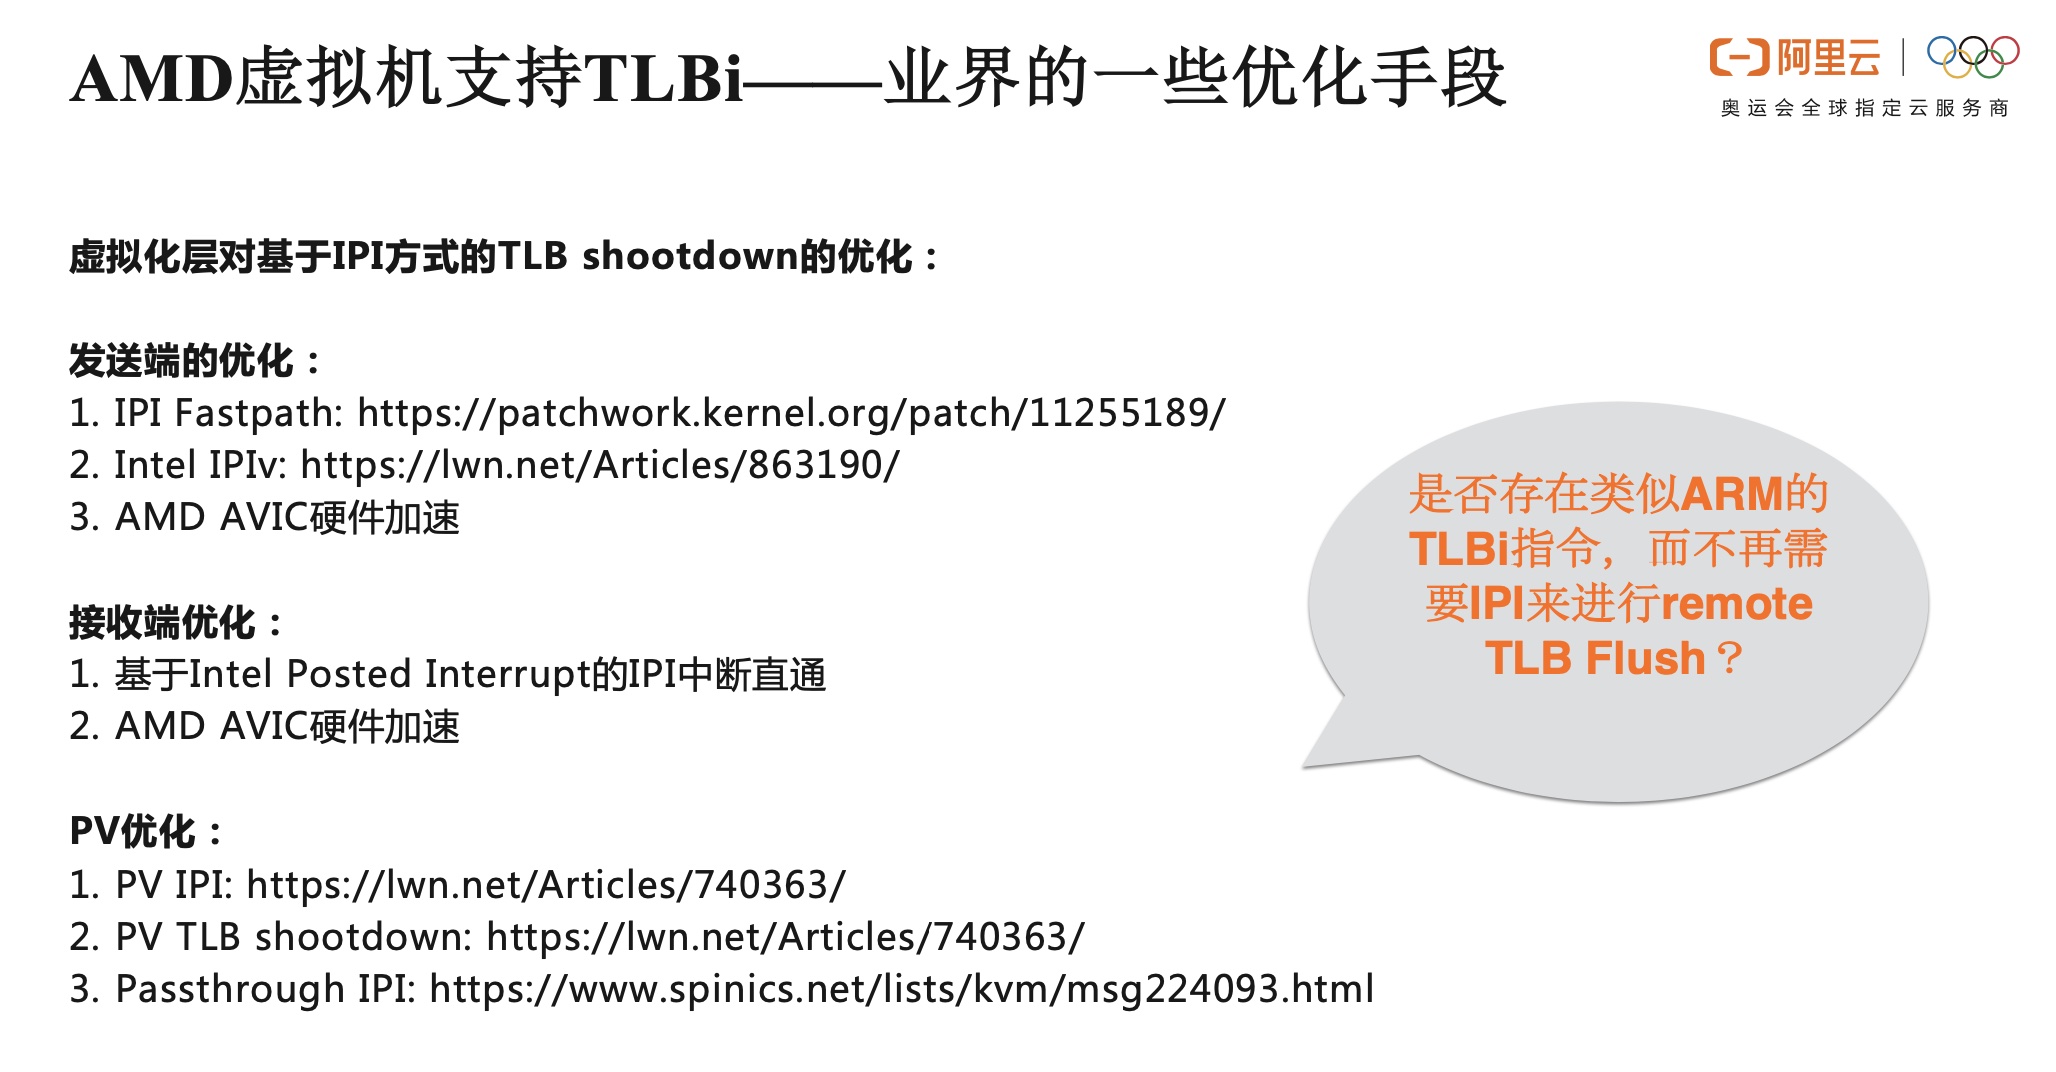 AMD虚拟机支持TLBi——业界的一些优化手段
阿里云
奥运会全球指定云服务商
虚拟化层对基于IPI方式的TLB shootdown的优化：
发送端的优化：
1. IPI Fastpath: https://patchwork.kernel.org/patch/11255189/
2. Intel IPIv: https://lwn.net/Articles/863190/
3. AMD AVIC硬件加速
接收端优化：
1. 基于Intel Posted Interrupt的IPI中断直通
2. AMD AVIC硬件加速
PV优化：
1. PV IPI: https://lwn.net/Articles/740363/
2. PV TLB shootdown: https://lwn.net/Articles/740363/
3. Passthrough IPI: https://www.spinics.net/lists/kvm/msg224093.html
是否存在类似ARM的
TLBi指令，而不再需
要IPI来进行remote
TLB Flush？